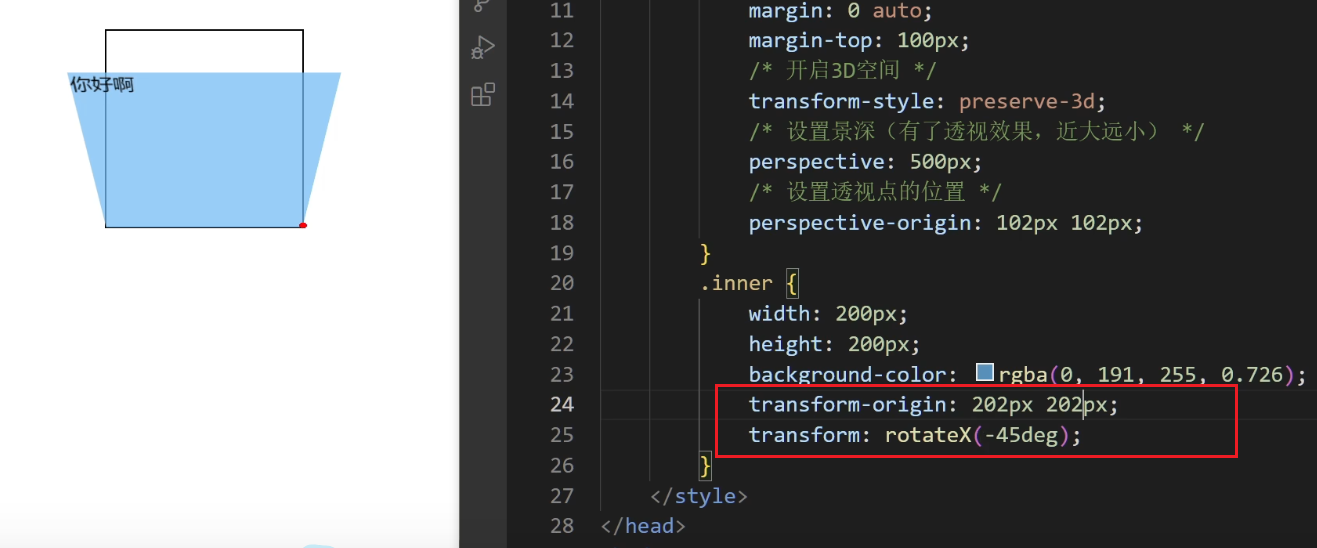 你好啊
11 margin: 0 auto;
12 margin-top: 100px;
13 /* 开启3D空间 */
14 transform-style: preserve-3d;
15 /* 设置景深（有了透视效果，近大远小） */
16 perspective: 500px;
17 /* 设置透视点的位置 */
18 perspective-origin: 102px 102px;
19 }
20 .inner {
21 width: 200px;
22 height: 200px;
23 background-color: rgba(0, 191, 255, 0.726);
24 transform-origin: 202px 202px;
25 transform: rotateX(-45deg);
26 }
27 </style>
28 </head>